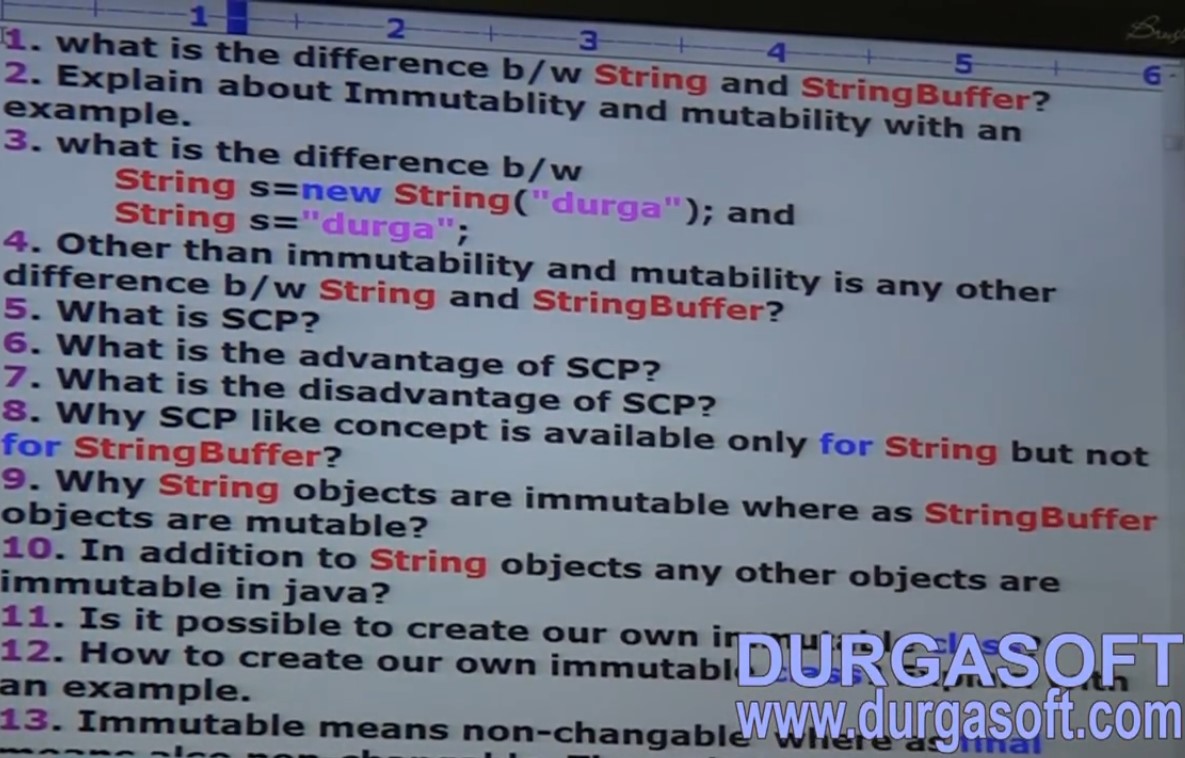 1 2 3 4 5 6
1. what is the difference b/w String and StringBuffer?
2. Explain about Immutablity and mutability with an
example.
3. what is the difference b/w
String s=new String("durga"); and
String s="durga";
4. Other than immutability and mutability is any other
difference b/w String and StringBuffer?
5. What is SCP?
6. What is the advantage of SCP?
7. What is the disadvantage of SCP?
8. Why SCP like concept is available only for String but not
for StringBuffer?
9. Why String objects are immutable where as StringBuffer
objects are mutable?
10. In addition to String objects any other objects are
immutable in java?
11. Is it possible to create our own immutable class?
12. How to create our own immutable class with
an example.
13. Immutable means non-changable where as final
means also
DURGASOFT
www.durgasoft.com